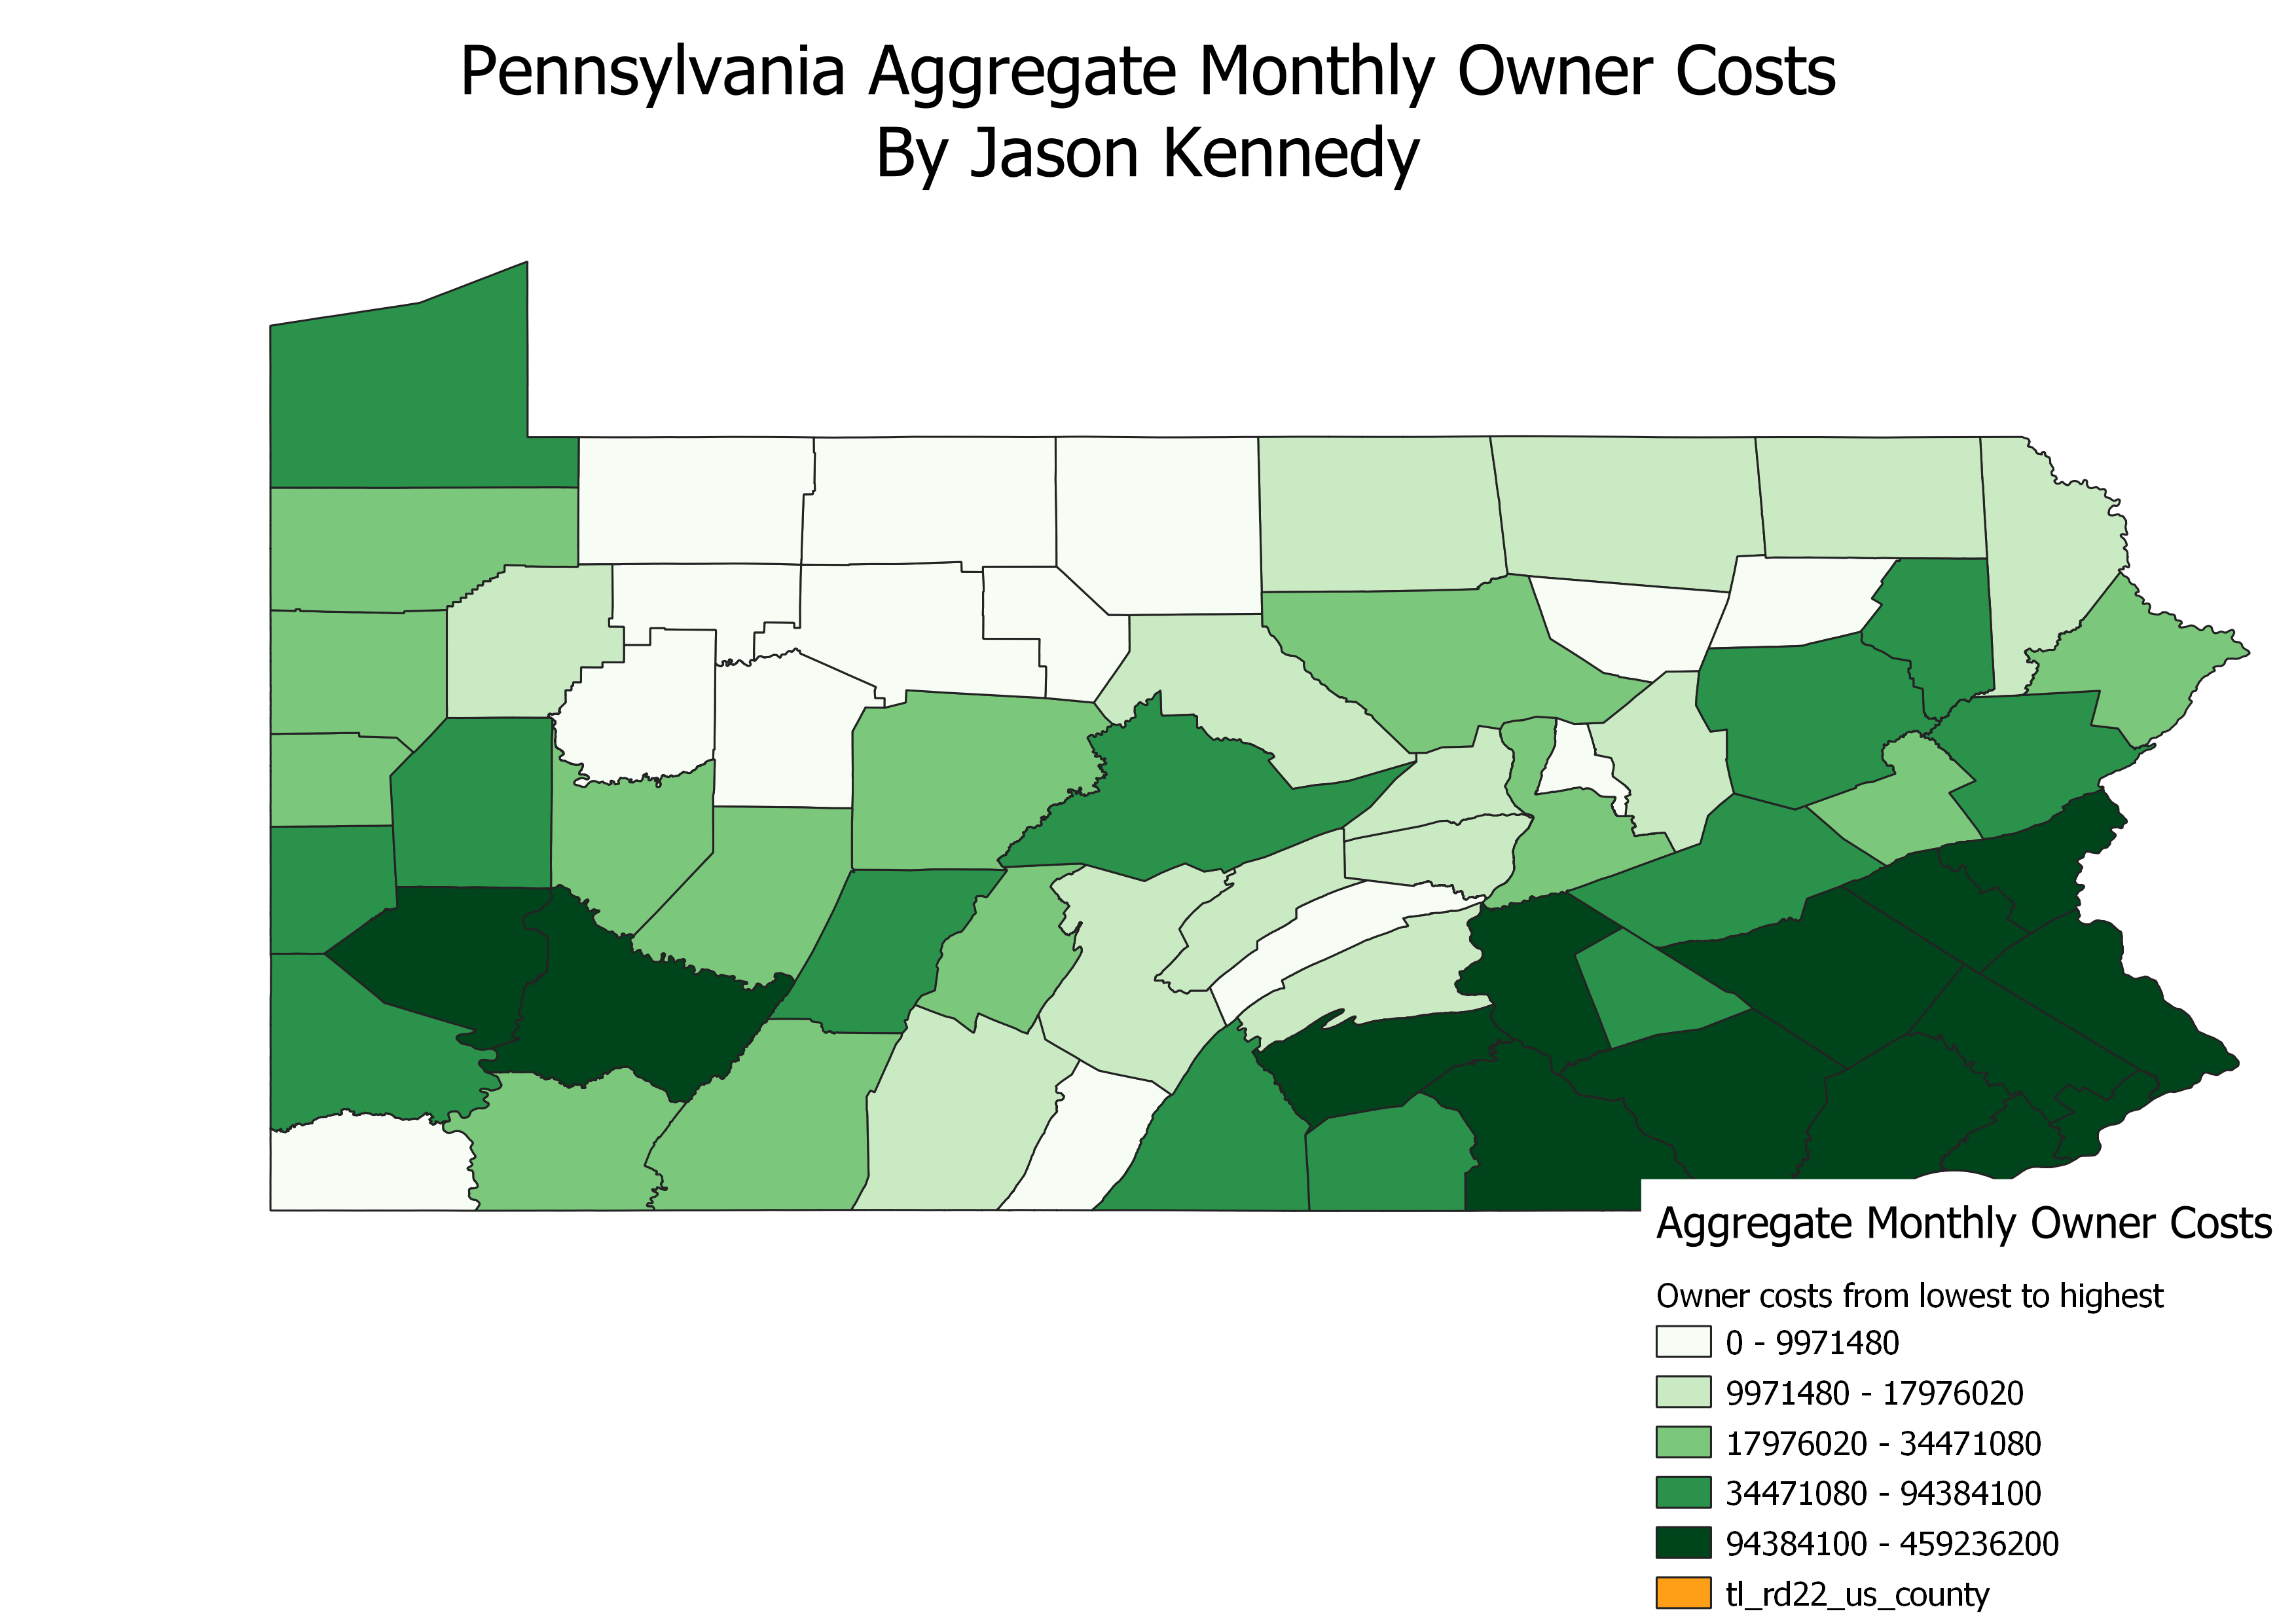 Pennsylvania Aggregate Monthly Owner Costs
By Jason Kennedy
Aggregate Monthly Owner Costs
Owner costs from lowest to highest
0 - 9971480
9971480 - 17976020
17976020 - 34471080
34471080 - 94384100
94384100 - 459236200
tl_rd22_us_county